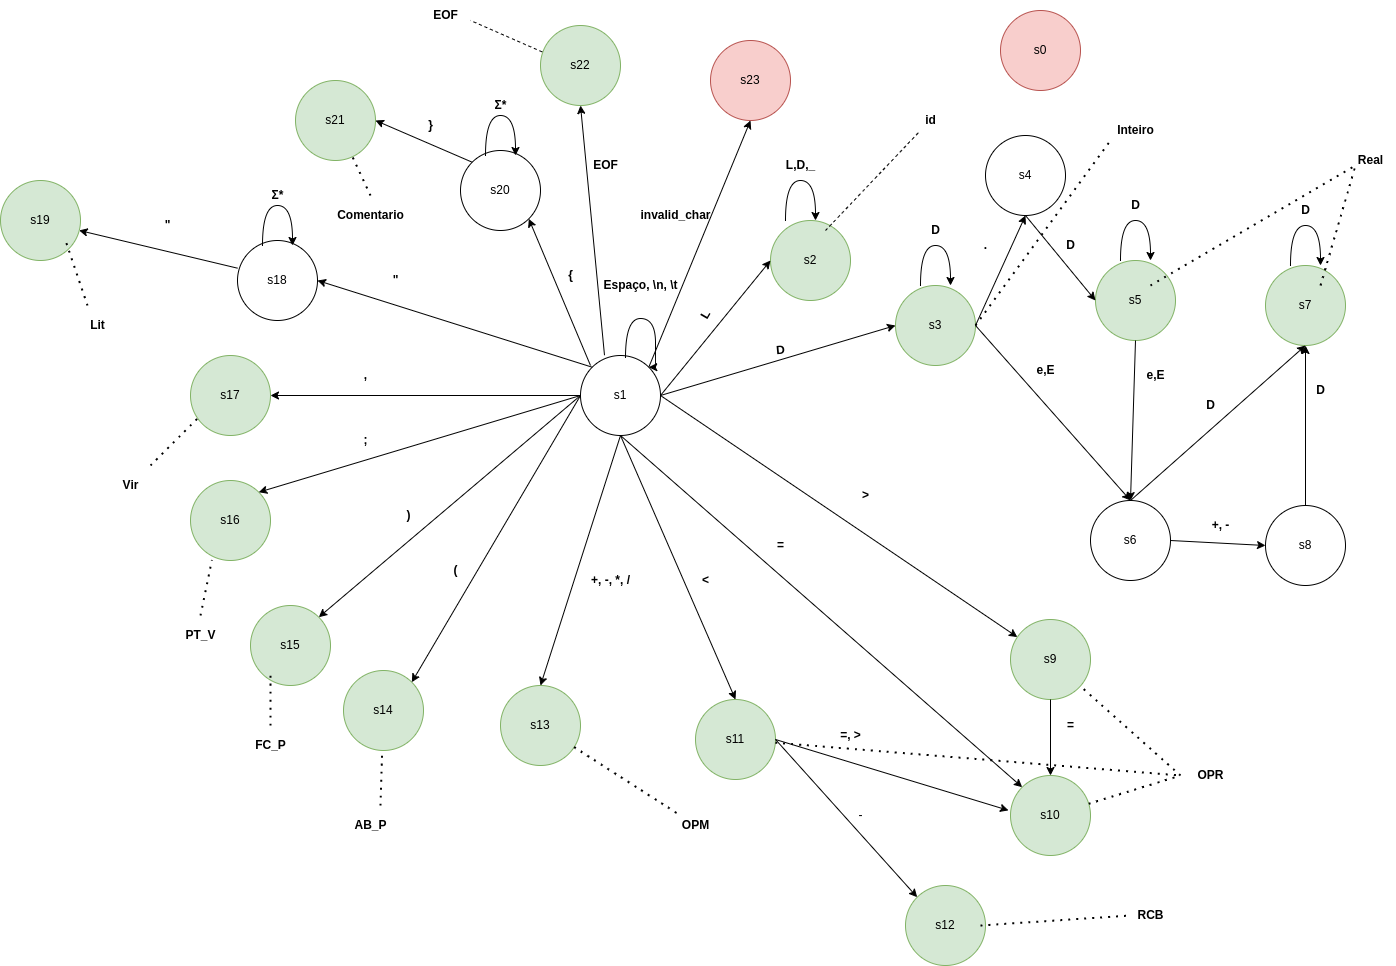 EOF
s0
s22
s23
Σ*
s21
}
id
Inteiro
EOF
Real
L,D,_
s4
s20
Σ*
D
D
Comentario
invalid_char
s19
"
D
.
D
s2
{
"
s18
Espaço, \n, \t
s5
s7
L
s3
Lit
D
e,E
e,E
,
D
D
s17
s1
;
Vir
>
)
s16
+, -
=
s6
s8
(
+, -, *, /
<
PT_V
s15
s9
s14
s13
=
=, >
s11
FC_P
OPR
-
s10
AB_P
OPM
RCB
s12